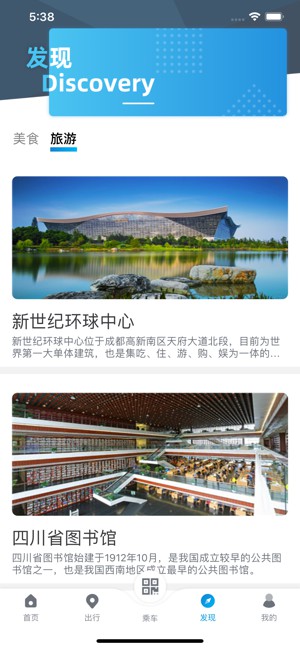 5:38
发现
Discovery
美食 旅游
新世纪环球中心
新世纪环球中心位于成都高新南区天府大道北段，目前为世
界第一大单体建筑，也是集吃、住、游、购、娱为一体的...
四川省图书馆
四川省图书馆始建于1912年10月，是我国成立较早的公共图
书馆之一，也是我国西南地区成立最早的公共图书馆。
首页 出行 乘车 发现 我的